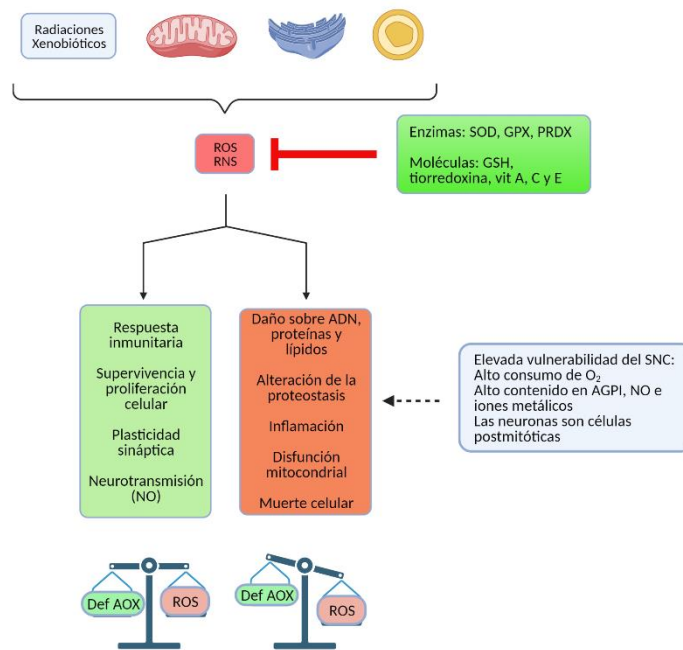 Radiaciones
Xenobióticos
ROS
RNS
Enzimas: SOD, GPX, PRDX
Moléculas: GSH,
tiorredoxina, vit A, C y E
Respuesta
inmunitaria
Supervivencia y
proliferación
celular
Plasticidad
sináptica
Neurotransmisión
(NO)
Daño sobre ADN,
proteínas y
lípidos
Alteración de la
proteostasis
Inflamación
Disfunción
mitocondrial
Muerte celular
Elevada vulnerabilidad del SNC:
Alto consumo de O₂
Alto contenido en AGPI, NO e
iones metálicos
Las neuronas son células
postmitóticas
Def AOX
ROS
Def AOX
ROS